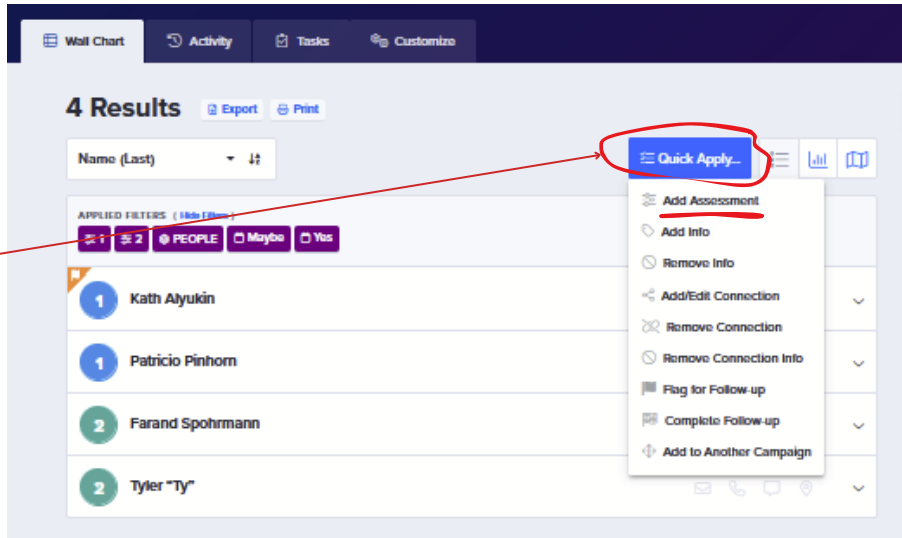 Wall Chart Activity Tasks Customize
4 Results Export Print
Name (Last) Quick Apply...
APPLIED FILTERS ( Hide Filters )
1 2 PEOPLE Maybe Yes
Add Assessment
Add Info
Remove Info
Add/Edit Connection
Remove Connection
Remove Connection Info
Flag for Follow-up
Complete Follow-up
Add to Another Campaign
1 Kath Alyukin
1 Patricio Pinhorn
2 Farand Spohrmann
2 Tyler "Ty"